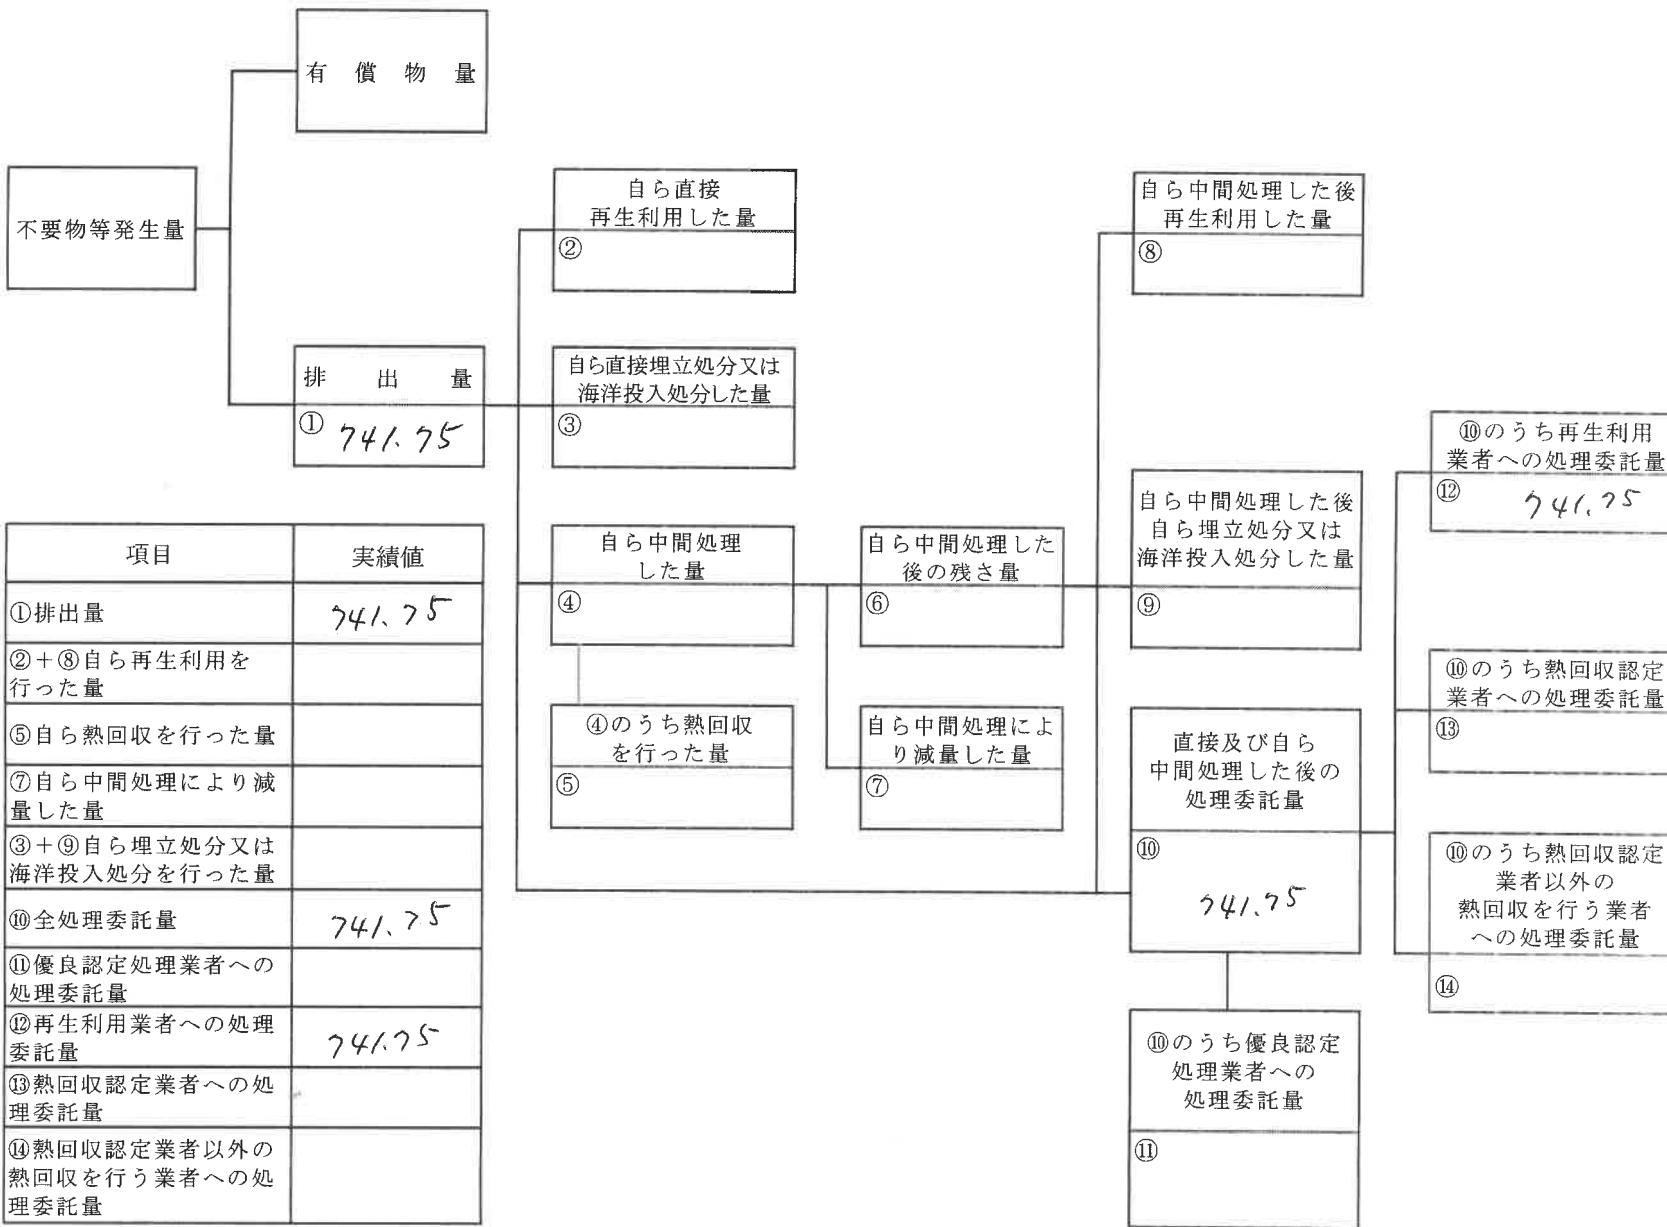 有償物量
不要物等発生量
自ら直接
再生利用した量
②
自ら中間処理した後
再生利用した量
⑧
排出量
① 741.75
自ら直接埋立処分又は
海洋投入処分した量
③
⑩のうち再生利用
業者への処理委託量
⑫ 741.75
自ら中間処理
した量
④
自ら中間処理した
後の残さ量
⑥
自ら中間処理した後
自ら埋立処分又は
海洋投入処分した量
⑨
④のうち熱回収
を行った量
⑤
自ら中間処理によ
り減量した量
⑦
直接及び自ら
中間処理した後の
処理委託量
⑩
741.75
⑩のうち熱回収認定
業者への処理委託量
⑬
⑩のうち熱回収認定
業者以外の
熱回収を行う業者
への処理委託量
⑭
⑩のうち優良認定
処理業者への
処理委託量
⑪
項目 実績値
①排出量 741.75
②+⑧自ら再生利用を
行った量
⑤自ら熱回収を行った量
⑦自ら中間処理により減
量した量
③+⑨自ら埋立処分又は
海洋投入処分を行った量
⑩全処理委託量 741.75
⑪優良認定処理業者への
処理委託量
⑫再生利用業者への処理
委託量 741.75
⑬熱回収認定業者への処
理委託量
⑭熱回収認定業者以外の
熱回収を行う業者への処
理委託量